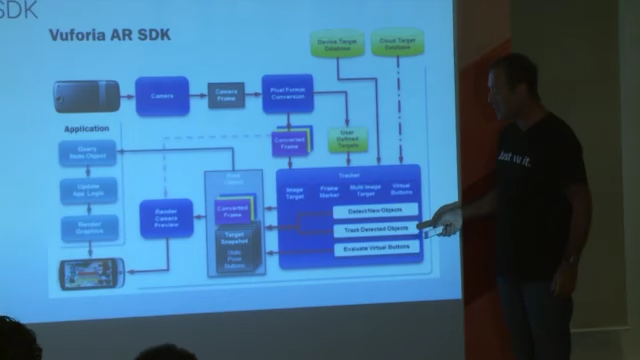 SDK
Vuforia AR SDK
Device Target
Database
Cloud Target
Database
Camera
Camera
Frame
Pixel Format
Conversion
Application
Query
State Object
Converted
Frame
User
Defined
Targets
Update
App Logic
Render
Camera
Preview
State
Object
Converted
Frame
Target
Snapshot
Render
Graphics
Tracker
Image
Target
Frame
Marker
Multi Image
Target
Virtual
Buttons
Detect New Objects
Track Detected Objects
Evaluate Virtual Buttons
Just
it.